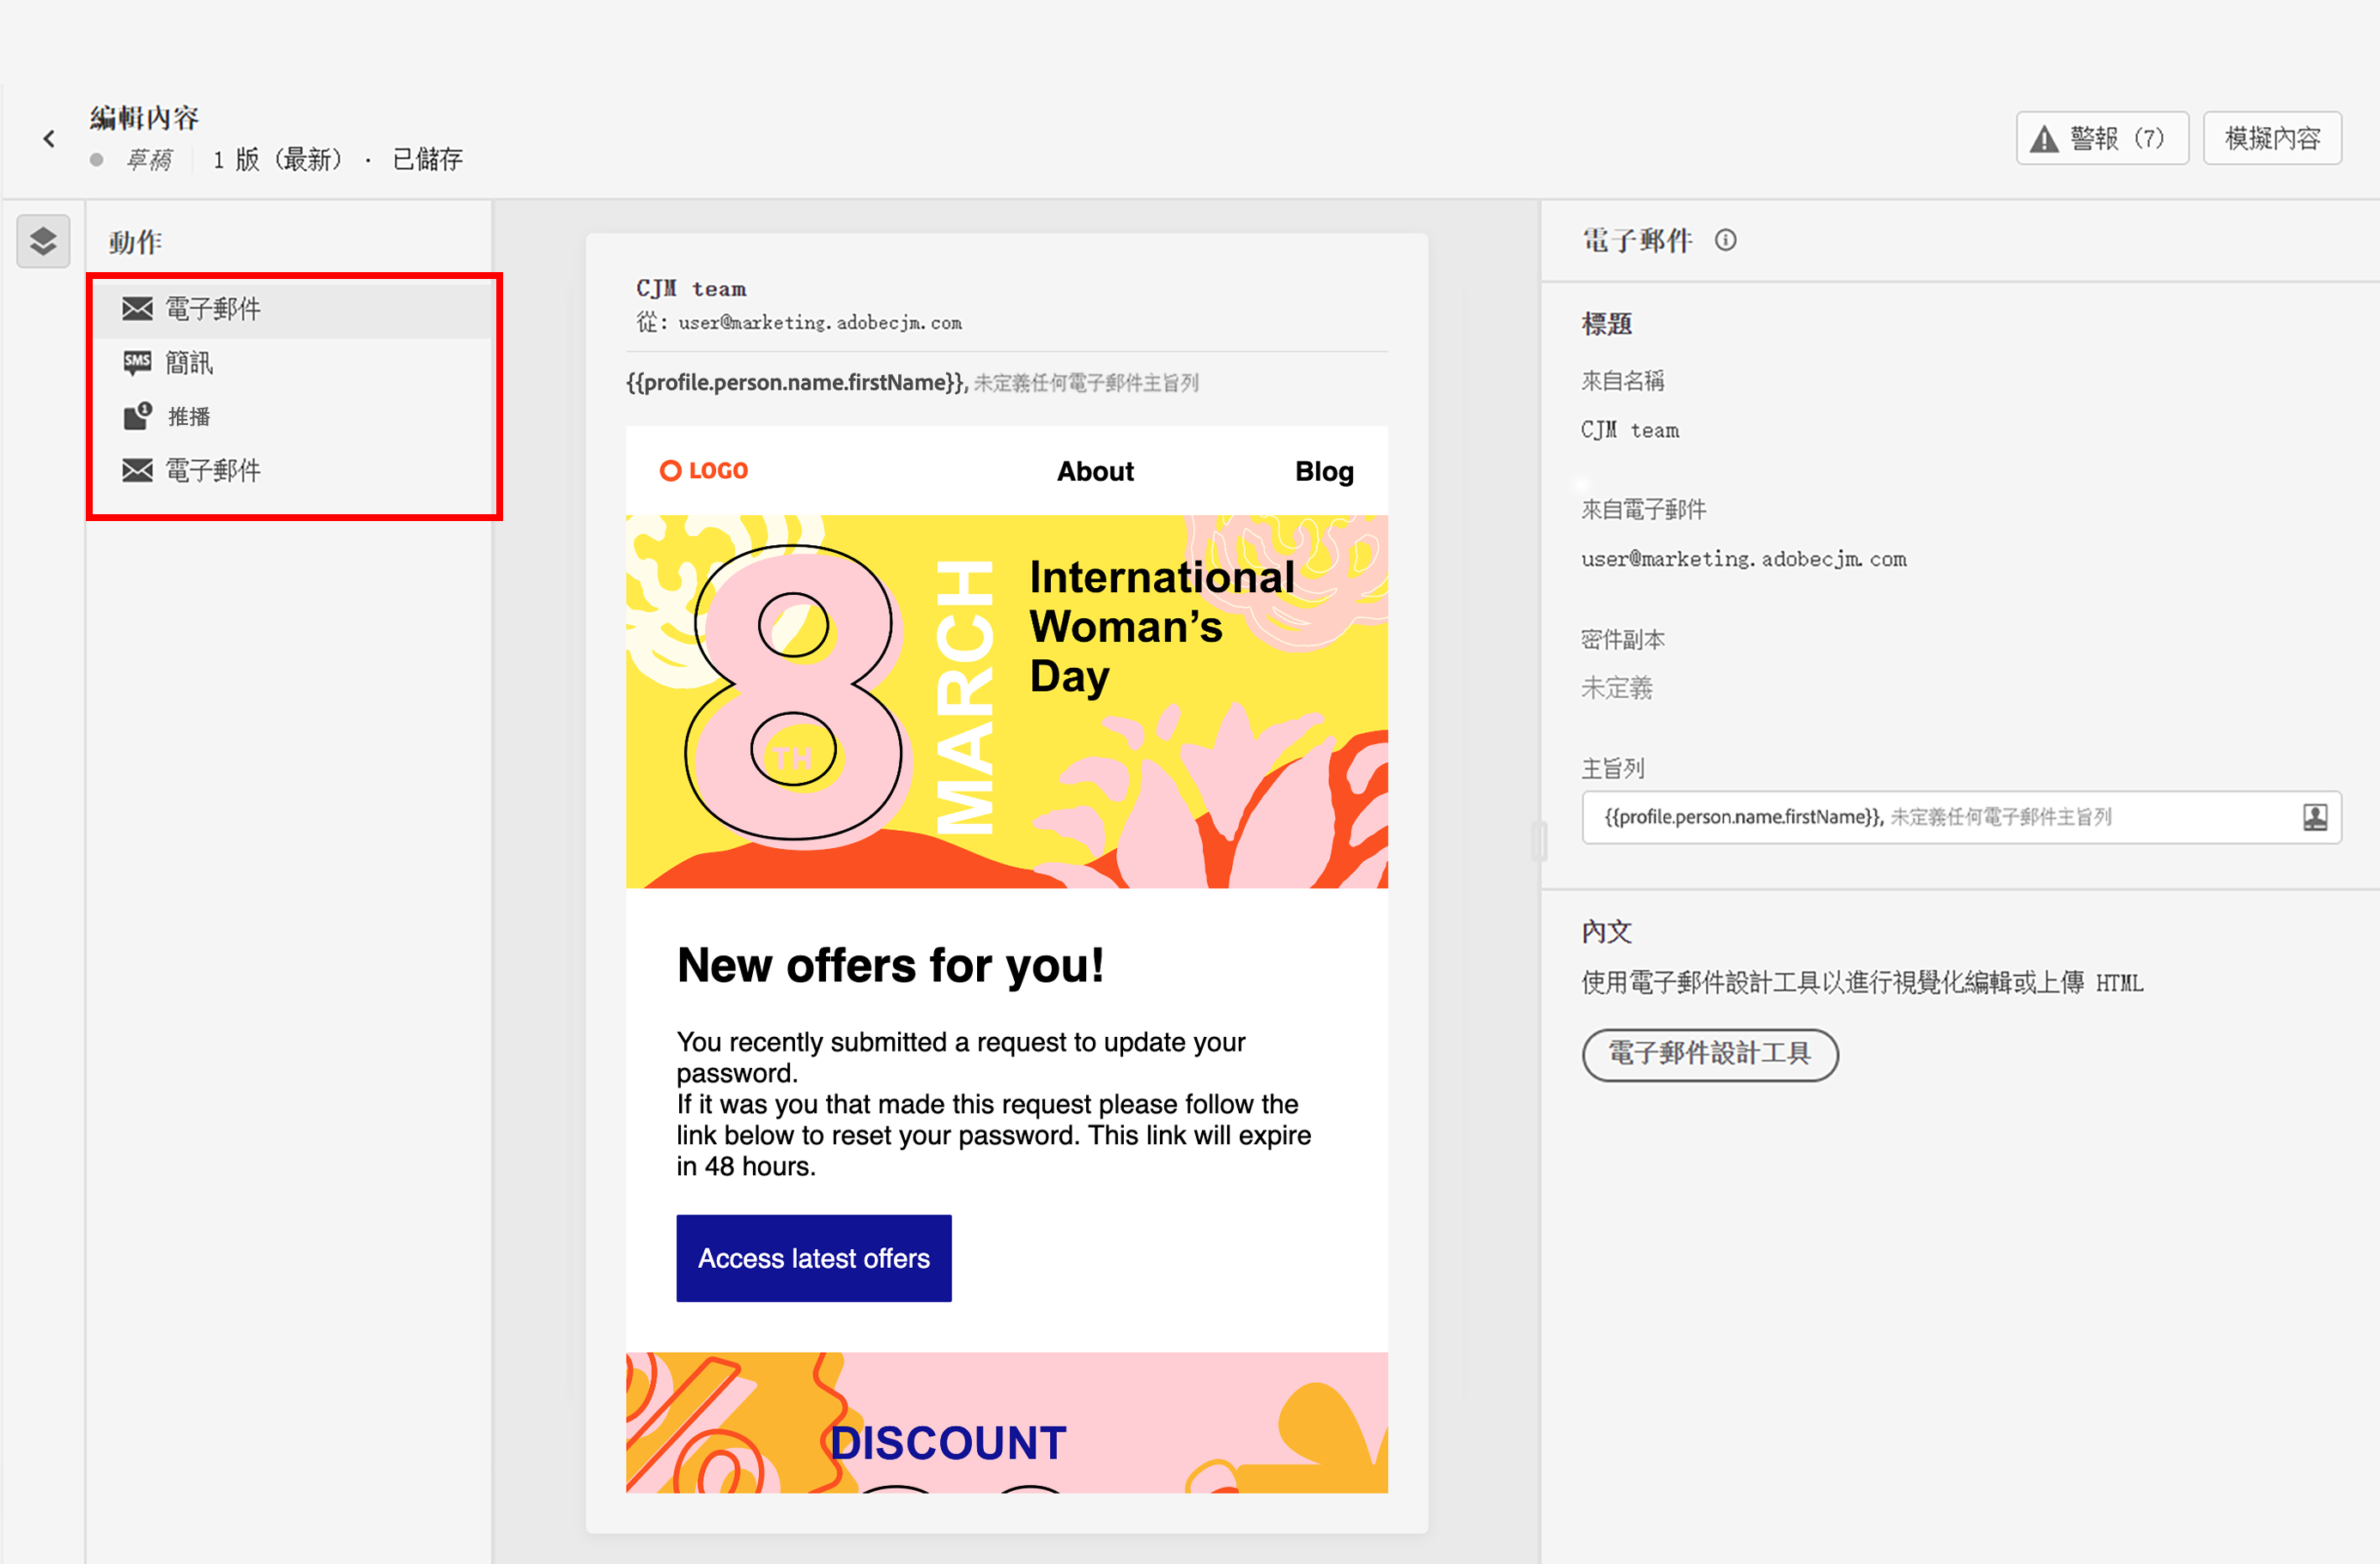 編輯內容
草稿 1 版 (最新) · 已儲存
警報 (7)
模擬內容
動作
電子郵件
SMS 簡訊
推播
電子郵件
CJM team
從: user@marketing.adobecjm.com
{{profile.person.name.firstName}}, 未定義任何電子郵件主旨列
LOGO About Blog
8
TH
MARCH
International
Woman’s
Day
New offers for you!
You recently submitted a request to update your
password.
If it was you that made this request please follow the
link below to reset your password. This link will expire
in 48 hours.
Access latest offers
%
DISCOUNT
電子郵件
標題
來自名稱
CJM team
來自電子郵件
user@marketing.adobecjm.com
密件副本
未定義
主旨列
{{profile.person.name.firstName}}, 未定義任何電子郵件主旨列
內文
使用電子郵件設計工具以進行視覺化編輯或上傳 HTML
電子郵件設計工具